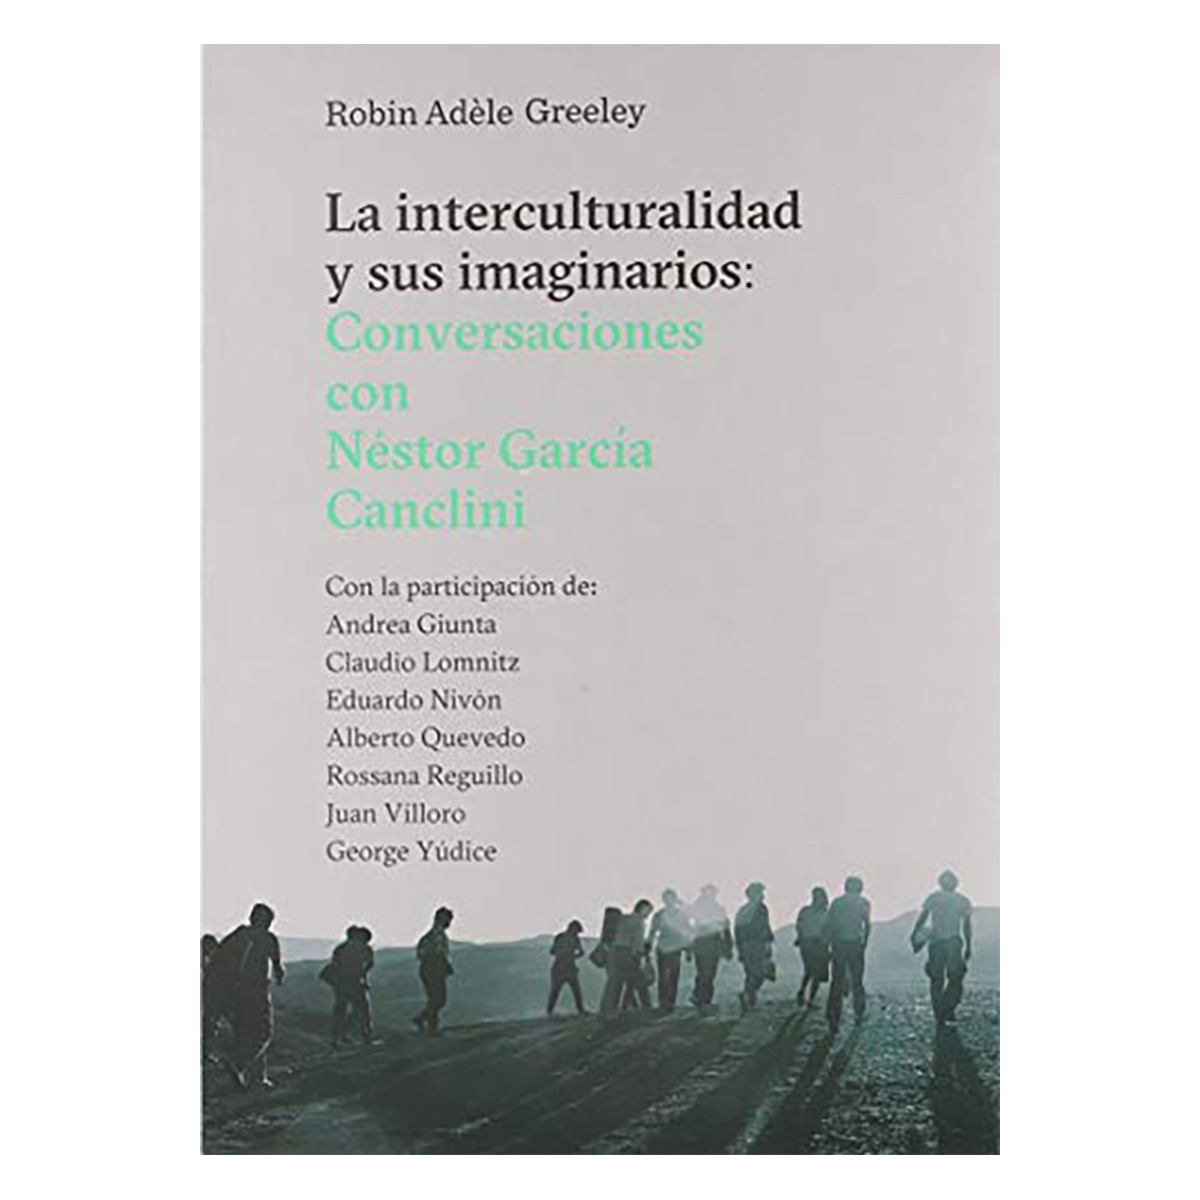 Robin Adèle Greeley
La interculturalidad
y sus imaginarios:
Conversaciones
con
Néstor García
Canclini
Con la participación de:
Andrea Giunta
Claudio Lomnitz
Eduardo Nivón
Alberto Quevedo
Rossana Reguillo
Juan Villoro
George Yúdice